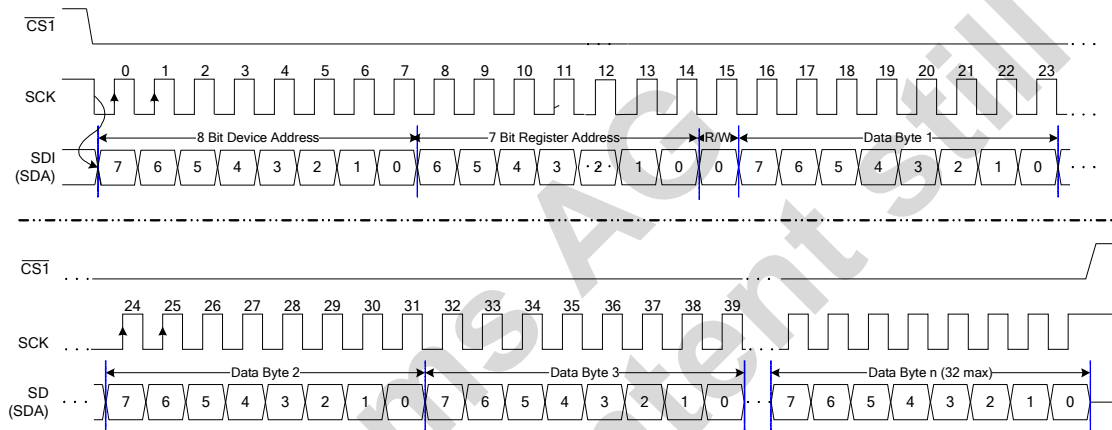 CS1
0 1 2 3 4 5 6 7 8 9 10 11 12 13 14 15 16 17 18 19 20 21 22 23
SCK
8 Bit Device Address 7 Bit Register Address R/W Data Byte 1
SDI
(SDA)
7 6 5 4 3 2 1 0 6 5 4 3 2 1 0 0 7 6 5 4 3 2 1 0
CS1
24 25 26 27 28 29 30 31 32 33 34 35 36 37 38 39
SCK
Data Byte 2 Data Byte 3 Data Byte n (32 max)
SD
(SDA)
7 6 5 4 3 2 1 0 7 6 5 4 3 2 1 0 7 6 5 4 3 2 1 0
ms AG
tent still